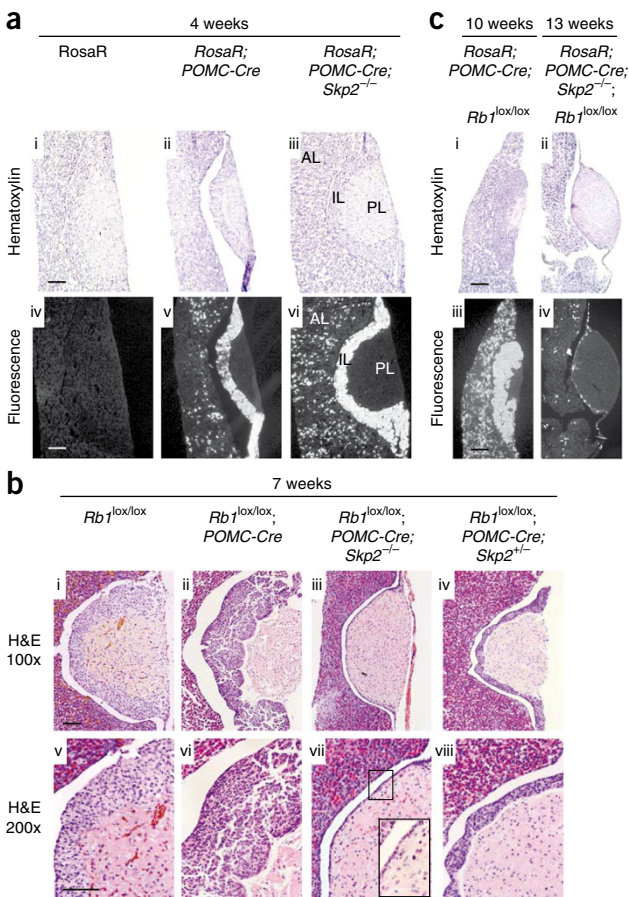 a
4 weeks
RosaR
RosaR;
POMC-Cre
RosaR;
POMC-Cre;
Skp2−/−
Hematoxylin
i
ii
iii
AL
IL
PL
Fluorescence
iv
v
vi
AL
IL
PL
c
10 weeks
13 weeks
RosaR;
POMC-Cre;
Rb1lox/lox
RosaR;
POMC-Cre;
Skp2−/−;
Rb1lox/lox
Hematoxylin
i
ii
Fluorescence
iii
iv
b
7 weeks
Rb1lox/lox
Rb1lox/lox;
POMC-Cre
Rb1lox/lox;
POMC-Cre;
Skp2−/−
Rb1lox/lox;
POMC-Cre;
Skp2+/−
H&E
100x
i
ii
iii
iv
H&E
200x
v
vi
vii
viii